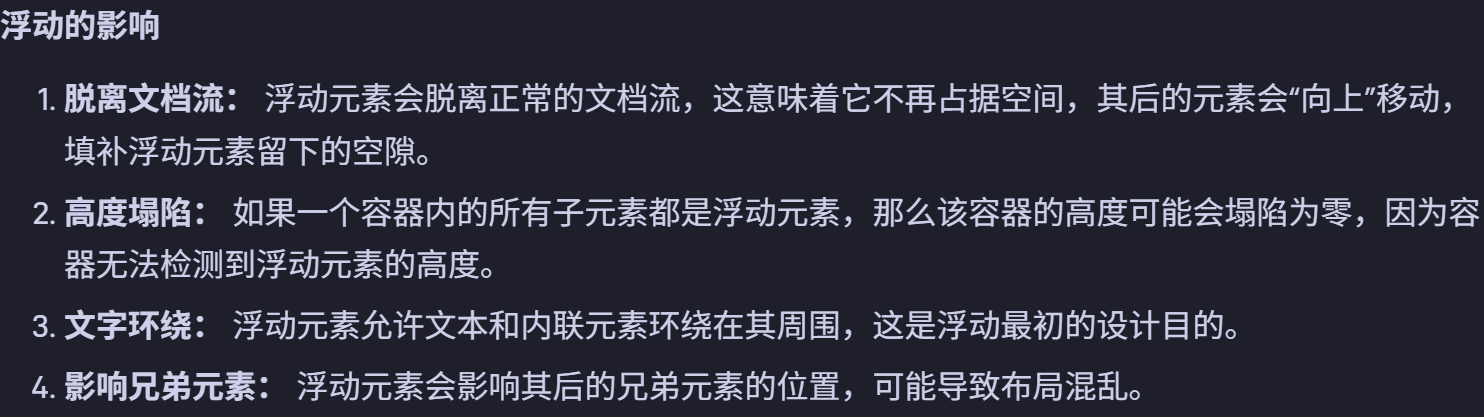 浮动的影响
1. 脱离文档流： 浮动元素会脱离正常的文档流，这意味着它不再占据空间，其后的元素会“向上”移动，
填补浮动元素留下的空隙。
2. 高度塌陷： 如果一个容器内的所有子元素都是浮动元素，那么该容器的高度可能会塌陷为零，因为容
器无法检测到浮动元素的高度。
3. 文字环绕： 浮动元素允许文本和内联元素环绕在其周围，这是浮动最初的设计目的。
4. 影响兄弟元素： 浮动元素会影响其后的兄弟元素的位置，可能导致布局混乱。